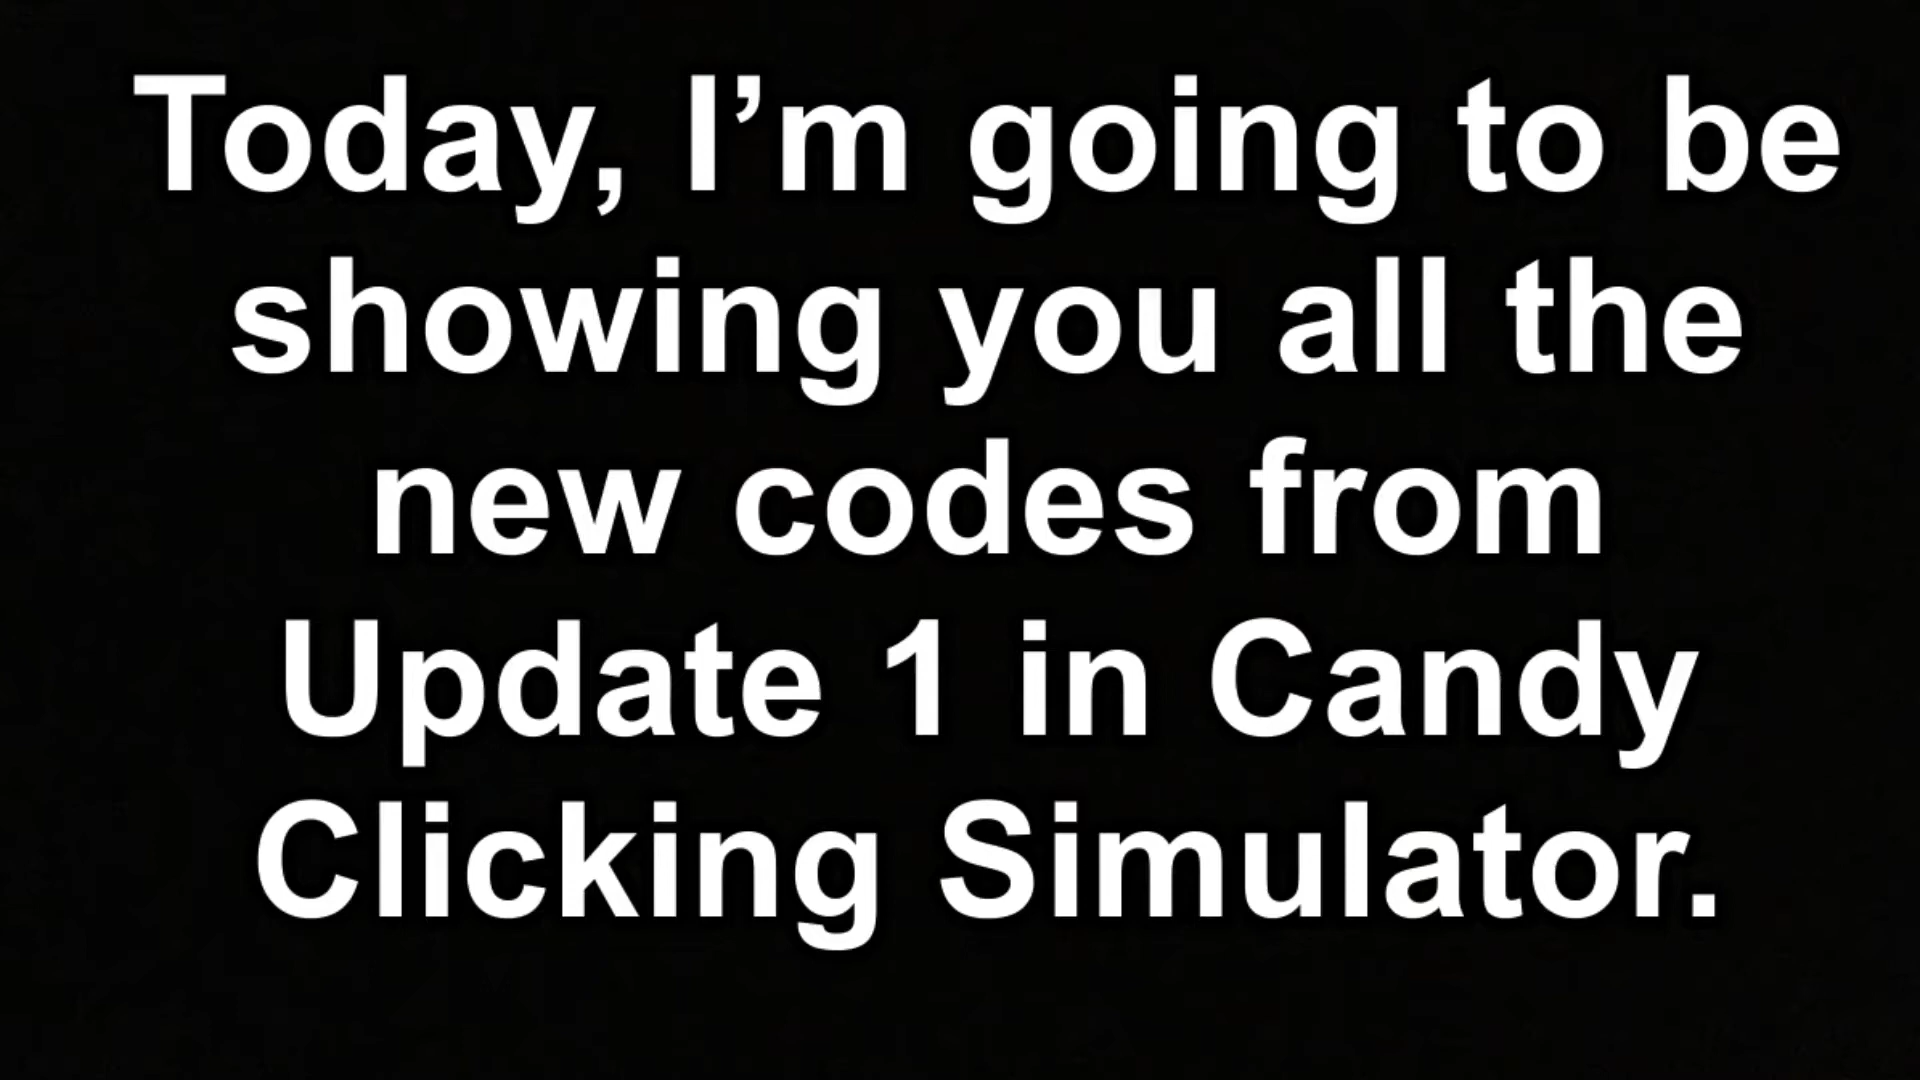 Today, I’m going to be
showing you all the
new codes from
Update 1 in Candy
Clicking Simulator.